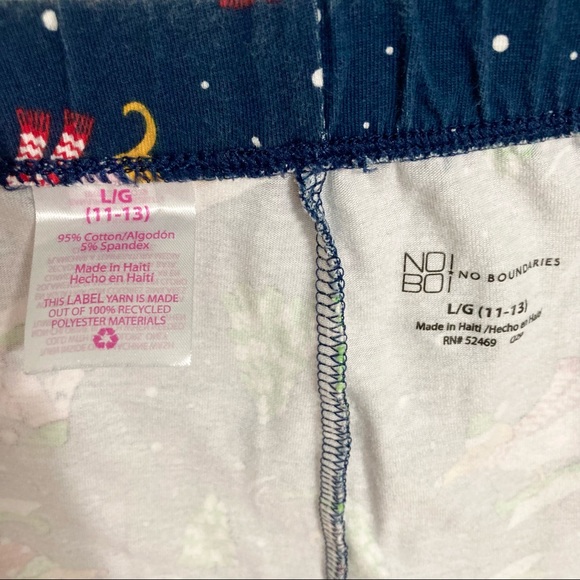 L/G
(11-13)
95% Cotton/Algodón
5% Spandex
Made in Haiti
Hecho en Haiti
THIS LABEL YARN IS MADE
OUT OF 100% RECYCLED
POLYESTER MATERIALS
NO!
BO!
NO BOUNDARIES
L/G (11-13)
Made in Haiti /Hecho en Haiti
RN# 52469